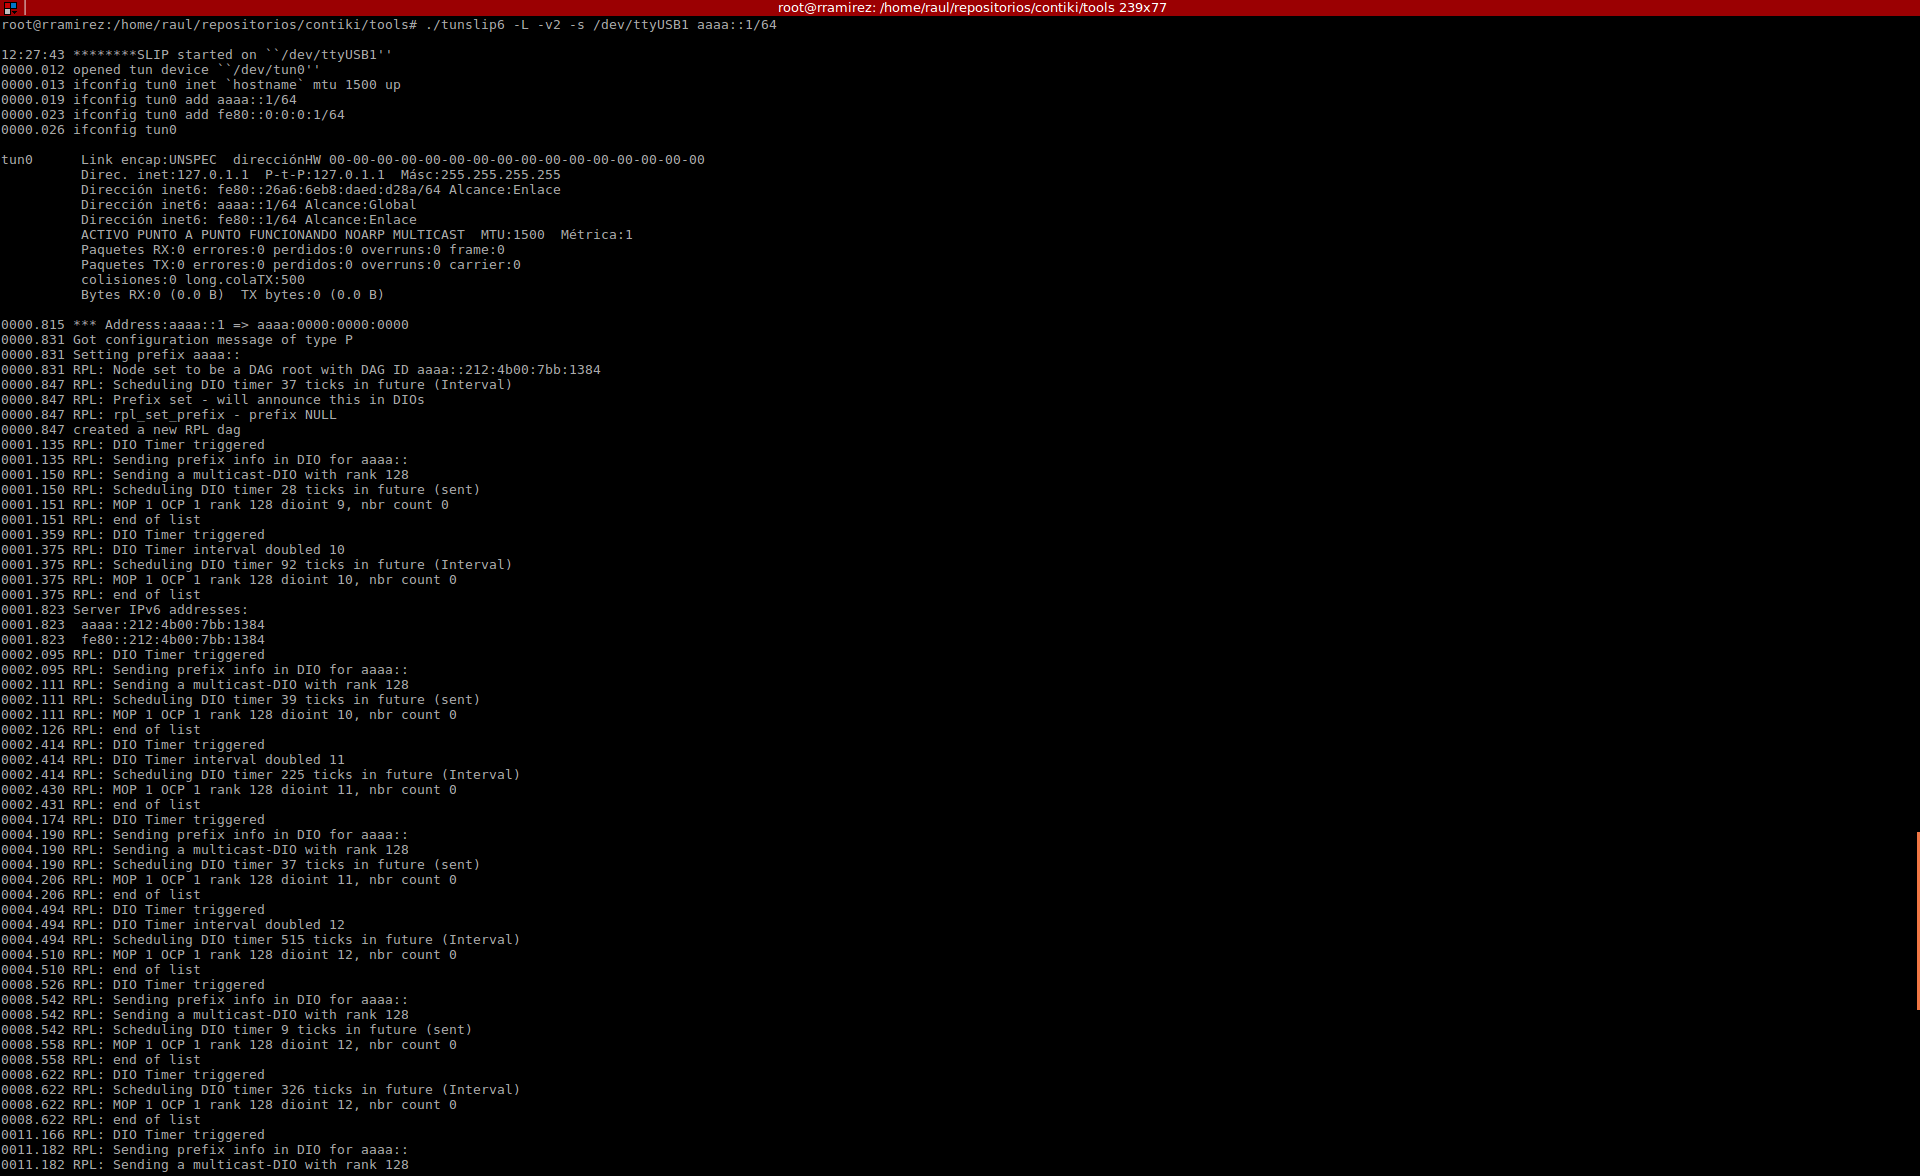 root@rramirez: /home/raul/repositorios/contiki/tools 239x77
root@rramirez:/home/raul/repositorios/contiki/tools# ./tunslip6 -L -v2 -s /dev/ttyUSB1 aaaa::1/64
12:27:43 ********SLIP started on ``/dev/ttyUSB1''
0000.012 opened tun device ``/dev/tun0''
0000.013 ifconfig tun0 inet `hostname` mtu 1500 up
0000.019 ifconfig tun0 add aaaa::1/64
0000.023 ifconfig tun0 add fe80::0:0:0:1/64
0000.026 ifconfig tun0
tun0      Link encap:UNSPEC  direcciónHW 00-00-00-00-00-00-00-00-00-00-00-00-00-00-00-00
          Direc. inet:127.0.1.1  P-t-P:127.0.1.1  Másc:255.255.255.255
          Dirección inet6: fe80::26a6:6eb8:daed:d28a/64 Alcance:Enlace
          Dirección inet6: aaaa::1/64 Alcance:Global
          Dirección inet6: fe80::1/64 Alcance:Enlace
          ACTIVO PUNTO A PUNTO FUNCIONANDO NOARP MULTICAST  MTU:1500  Métrica:1
          Paquetes RX:0 errores:0 perdidos:0 overruns:0 frame:0
          Paquetes TX:0 errores:0 perdidos:0 overruns:0 carrier:0
          colisiones:0 long.colaTX:500
          Bytes RX:0 (0.0 B)  TX bytes:0 (0.0 B)
0000.815 *** Address:aaaa::1 => aaaa:0000:0000:0000
0000.831 Got configuration message of type P
0000.831 Setting prefix aaaa::
0000.831 RPL: Node set to be a DAG root with DAG ID aaaa::212:4b00:7bb:1384
0000.847 RPL: Scheduling DIO timer 37 ticks in future (Interval)
0000.847 RPL: Prefix set - will announce this in DIOs
0000.847 RPL: rpl_set_prefix - prefix NULL
0000.847 created a new RPL dag
0001.135 RPL: DIO Timer triggered
0001.135 RPL: Sending prefix info in DIO for aaaa::
0001.150 RPL: Sending a multicast-DIO with rank 128
0001.150 RPL: Scheduling DIO timer 28 ticks in future (sent)
0001.151 RPL: MOP 1 OCP 1 rank 128 dioint 9, nbr count 0
0001.151 RPL: end of list
0001.359 RPL: DIO Timer triggered
0001.375 RPL: DIO Timer interval doubled 10
0001.375 RPL: Scheduling DIO timer 92 ticks in future (Interval)
0001.375 RPL: MOP 1 OCP 1 rank 128 dioint 10, nbr count 0
0001.375 RPL: end of list
0001.823 Server IPv6 addresses:
0001.823  aaaa::212:4b00:7bb:1384
0001.823  fe80::212:4b00:7bb:1384
0002.095 RPL: DIO Timer triggered
0002.095 RPL: Sending prefix info in DIO for aaaa::
0002.111 RPL: Sending a multicast-DIO with rank 128
0002.111 RPL: Scheduling DIO timer 39 ticks in future (sent)
0002.111 RPL: MOP 1 OCP 1 rank 128 dioint 10, nbr count 0
0002.126 RPL: end of list
0002.414 RPL: DIO Timer triggered
0002.414 RPL: DIO Timer interval doubled 11
0002.414 RPL: Scheduling DIO timer 225 ticks in future (Interval)
0002.430 RPL: MOP 1 OCP 1 rank 128 dioint 11, nbr count 0
0002.431 RPL: end of list
0004.174 RPL: DIO Timer triggered
0004.190 RPL: Sending prefix info in DIO for aaaa::
0004.190 RPL: Sending a multicast-DIO with rank 128
0004.190 RPL: Scheduling DIO timer 37 ticks in future (sent)
0004.206 RPL: MOP 1 OCP 1 rank 128 dioint 11, nbr count 0
0004.206 RPL: end of list
0004.494 RPL: DIO Timer triggered
0004.494 RPL: DIO Timer interval doubled 12
0004.494 RPL: Scheduling DIO timer 515 ticks in future (Interval)
0004.510 RPL: MOP 1 OCP 1 rank 128 dioint 12, nbr count 0
0004.510 RPL: end of list
0008.526 RPL: DIO Timer triggered
0008.542 RPL: Sending prefix info in DIO for aaaa::
0008.542 RPL: Sending a multicast-DIO with rank 128
0008.542 RPL: Scheduling DIO timer 9 ticks in future (sent)
0008.558 RPL: MOP 1 OCP 1 rank 128 dioint 12, nbr count 0
0008.558 RPL: end of list
0008.622 RPL: DIO Timer triggered
0008.622 RPL: Scheduling DIO timer 326 ticks in future (Interval)
0008.622 RPL: MOP 1 OCP 1 rank 128 dioint 12, nbr count 0
0008.622 RPL: end of list
0011.166 RPL: DIO Timer triggered
0011.182 RPL: Sending prefix info in DIO for aaaa::
0011.182 RPL: Sending a multicast-DIO with rank 128